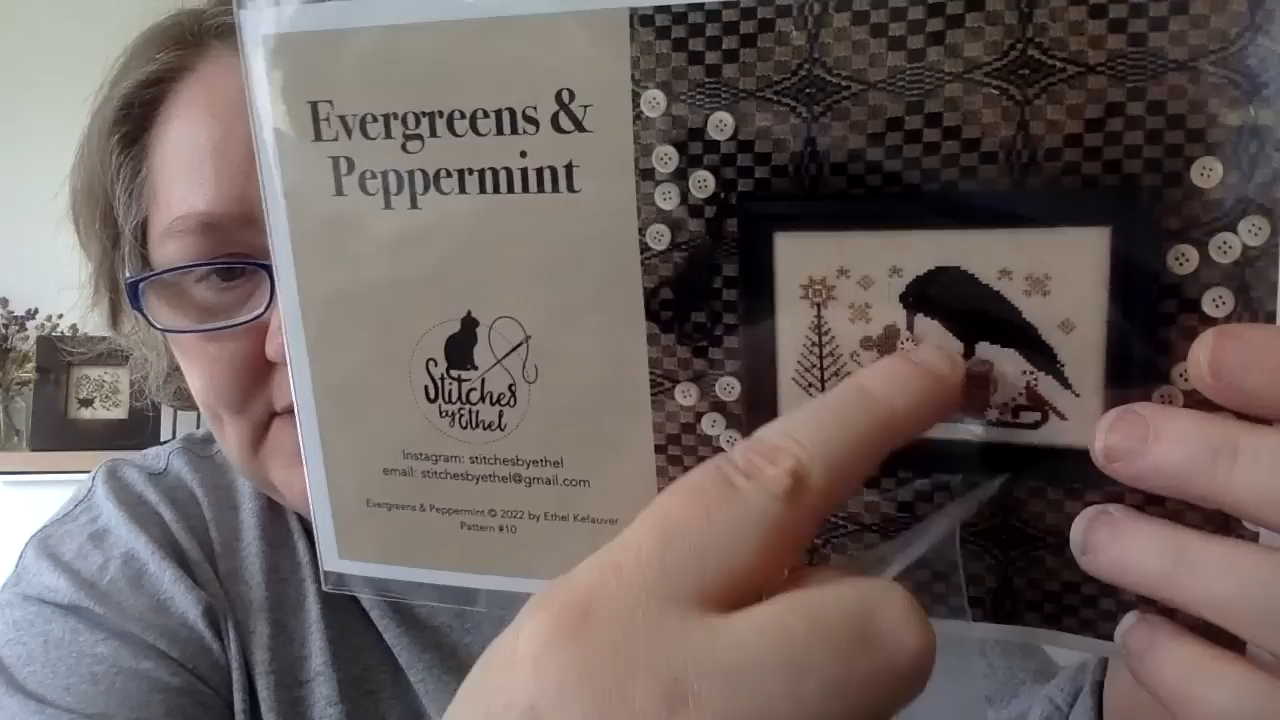 Evergreens &
Peppermint
Stitches
by Ethel
Instagram: stitchesbyethel
email: stitchesbyethel@gmail.com
Evergreens & Peppermint © 2022 by Ethel Kefauver
Pattern #10